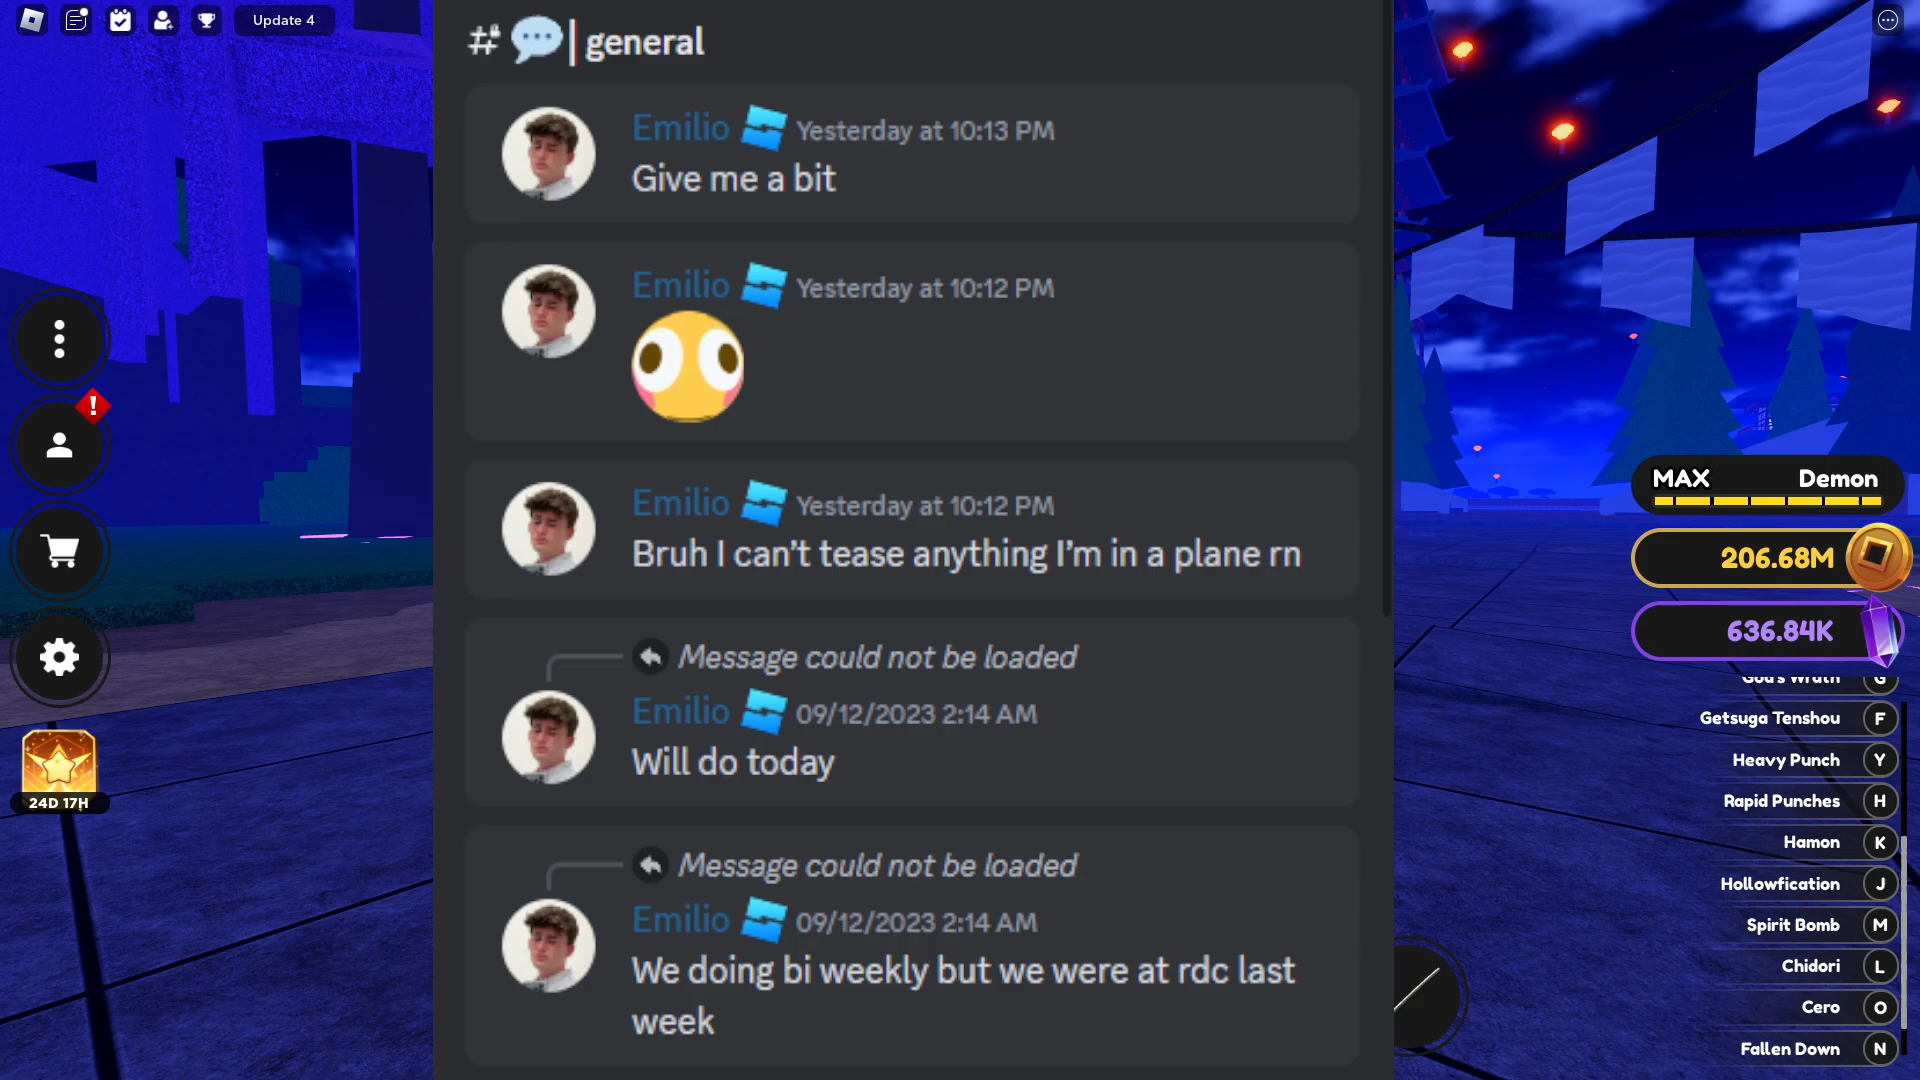 Update 4
# general
Emilio Yesterday at 10:13 PM
Give me a bit
Emilio Yesterday at 10:12 PM
Emilio Yesterday at 10:12 PM
Bruh I can't tease anything I'm in a plane rn
Message could not be loaded
Emilio 09/12/2023 2:14 AM
Will do today
Message could not be loaded
Emilio 09/12/2023 2:14 AM
We doing bi weekly but we were at rdc last
week
!
24D 17H
MAX Demon
206.68M
636.84K
God's Wrath G
Getsuga Tenshou F
Heavy Punch Y
Rapid Punches H
Hamon K
Hollowfication J
Spirit Bomb M
Chidori L
Cero O
Fallen Down N